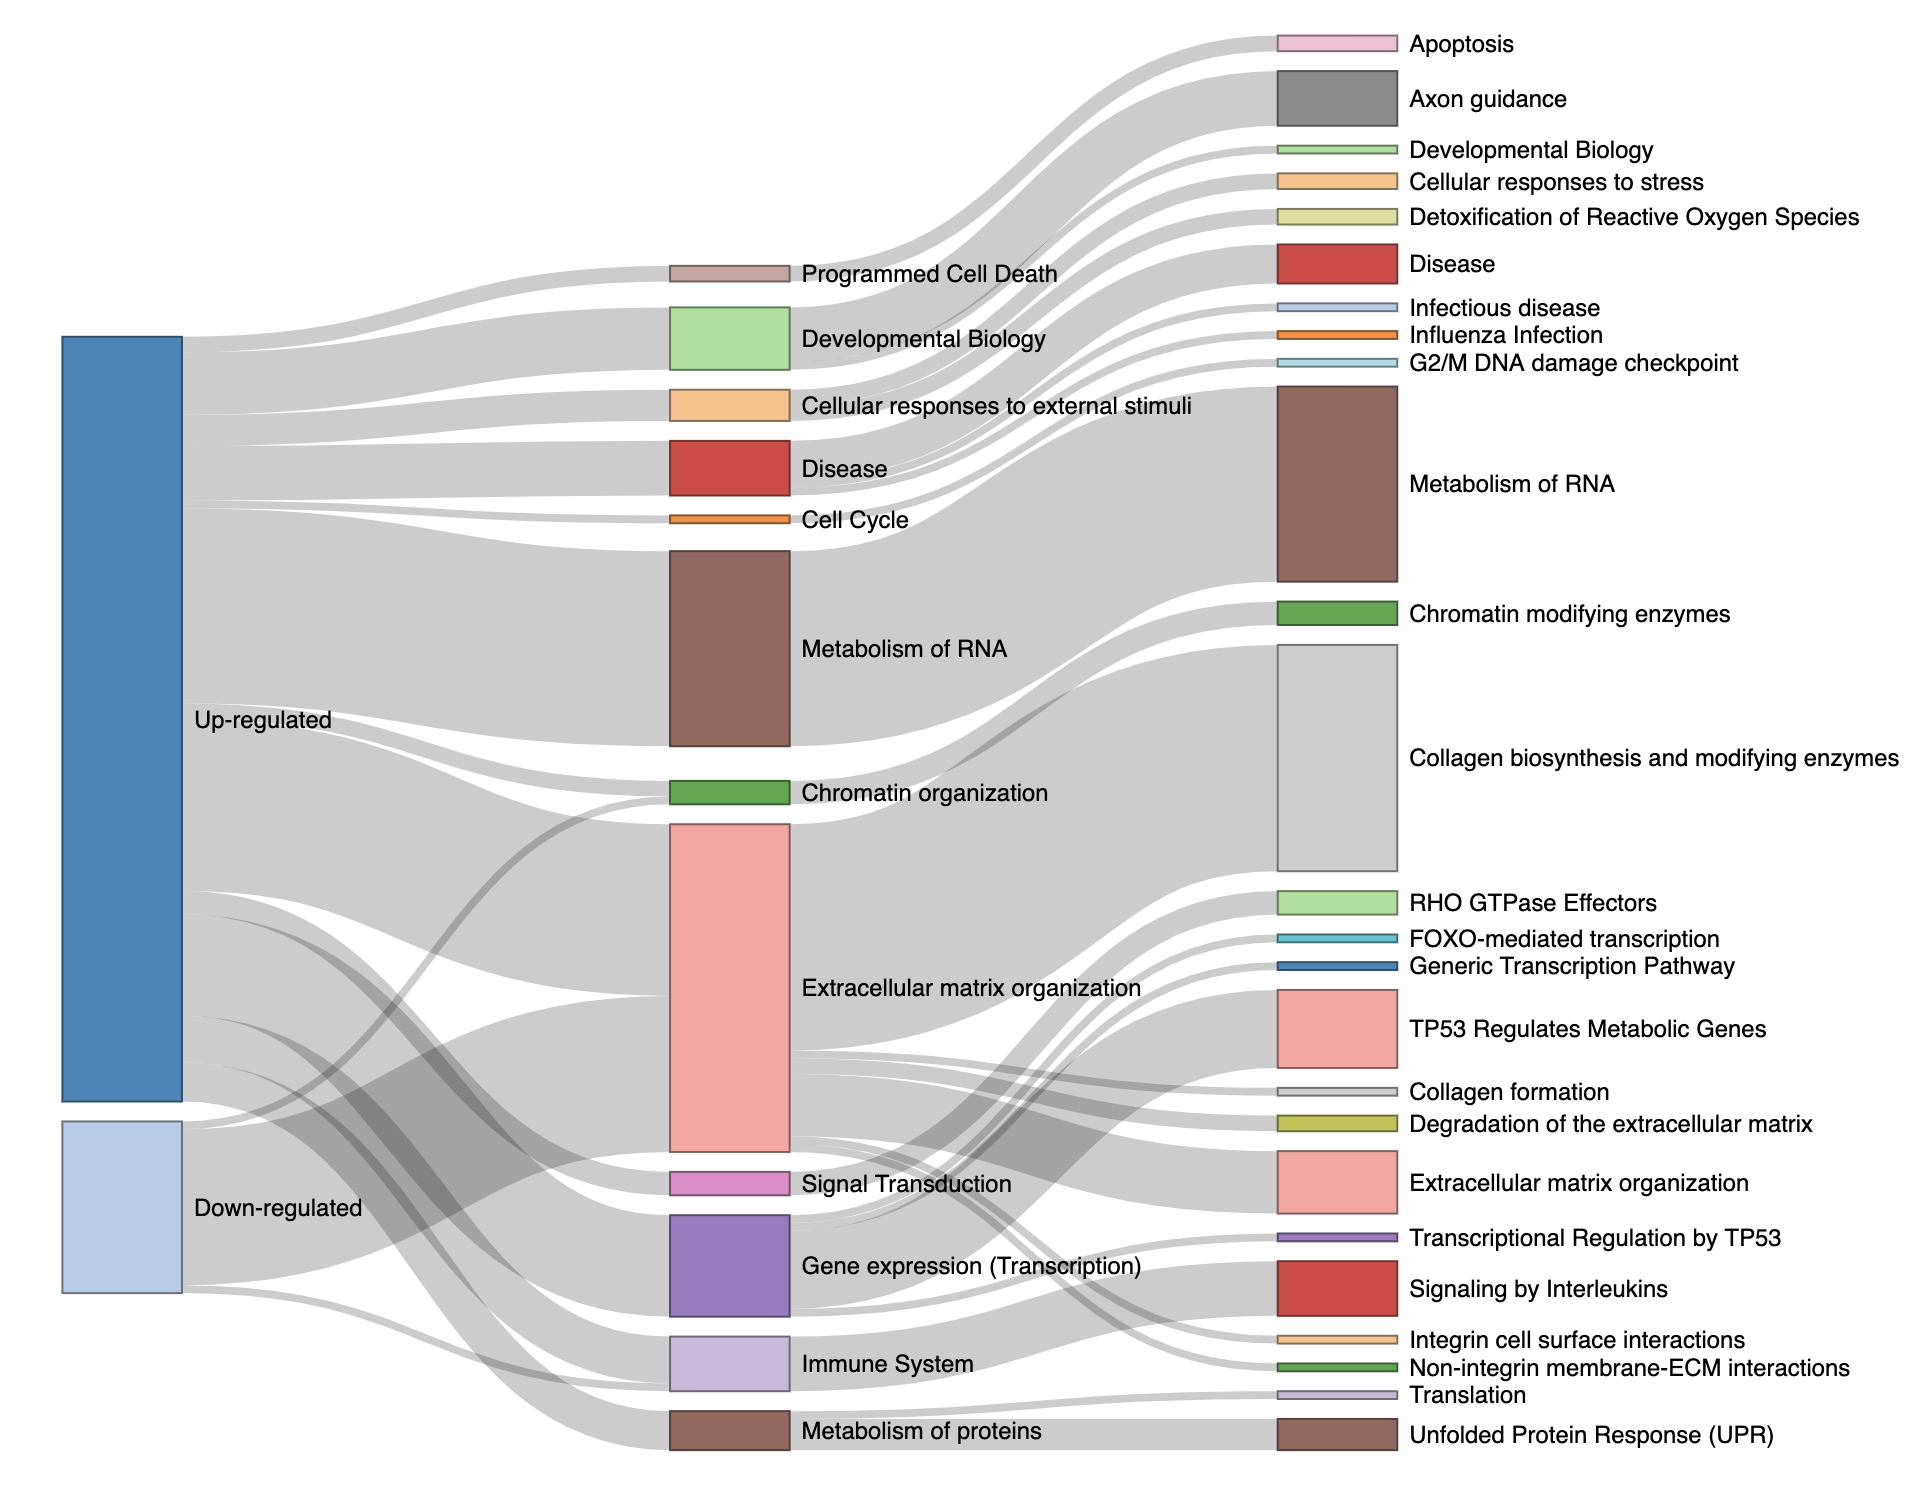 Up-regulated
Down-regulated
Programmed Cell Death
Developmental Biology
Cellular responses to external stimuli
Disease
Cell Cycle
Metabolism of RNA
Chromatin organization
Extracellular matrix organization
Signal Transduction
Gene expression (Transcription)
Immune System
Metabolism of proteins
Apoptosis
Axon guidance
Developmental Biology
Cellular responses to stress
Detoxification of Reactive Oxygen Species
Disease
Infectious disease
Influenza Infection
G2/M DNA damage checkpoint
Metabolism of RNA
Chromatin modifying enzymes
Collagen biosynthesis and modifying enzymes
RHO GTPase Effectors
FOXO-mediated transcription
Generic Transcription Pathway
TP53 Regulates Metabolic Genes
Collagen formation
Degradation of the extracellular matrix
Extracellular matrix organization
Transcriptional Regulation by TP53
Signaling by Interleukins
Integrin cell surface interactions
Non-integrin membrane-ECM interactions
Translation
Unfolded Protein Response (UPR)